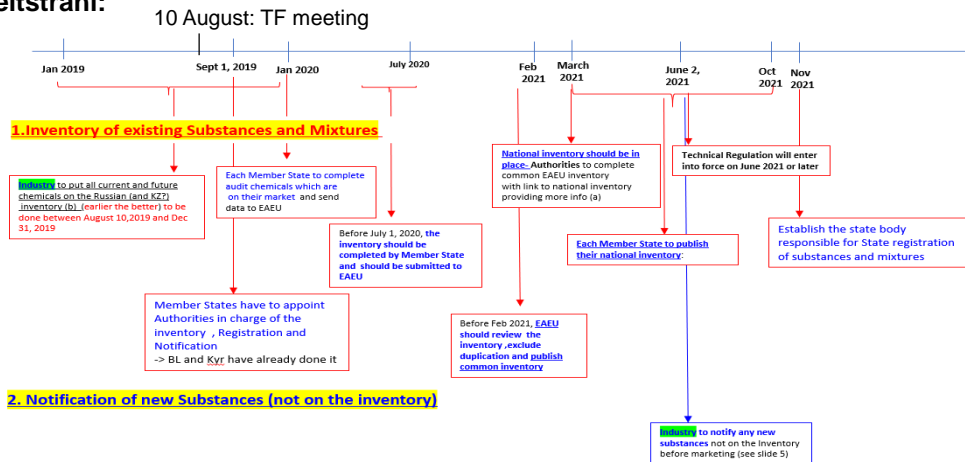 eitstrahl:
10 August: TF meeting
Jan 2019
Sept 1, 2019
Jan 2020
July 2020
Feb
2021
March
2021
June 2,
2021
Oct
2021
Nov
2021
1.Inventory of existing Substances and Mixtures
Industry to put all current and future
chemicals on the Russian (and KZ?)
inventory (b) (earlier the better) to be
done between August 10,2019 and Dec
31, 2019
Each Member State to complete
audit chemicals which are
on their market and send
data to EAEU
Before July 1, 2020, the
inventory should be
completed by Member State
and should be submitted to
EAEU
Member States have to appoint
Authorities in charge of the
inventory , Registration and
Notification
-> BL and Kyr have already done it
National inventory should be in
place- Authorities to complete
common EAEU inventory
with link to national inventory
providing more info (a)
Technical Regulation will enter
into force on June 2021 or later
Each Member State to publish
their national inventory:
Establish the state body
responsible for State registration
of substances and mixtures
Before Feb 2021, EAEU
should review the
inventory ,exclude
duplication and publish
common inventory
2. Notification of new Substances (not on the inventory)
Industry to notify any new
substances not on the Inventory
before marketing (see slide 5)